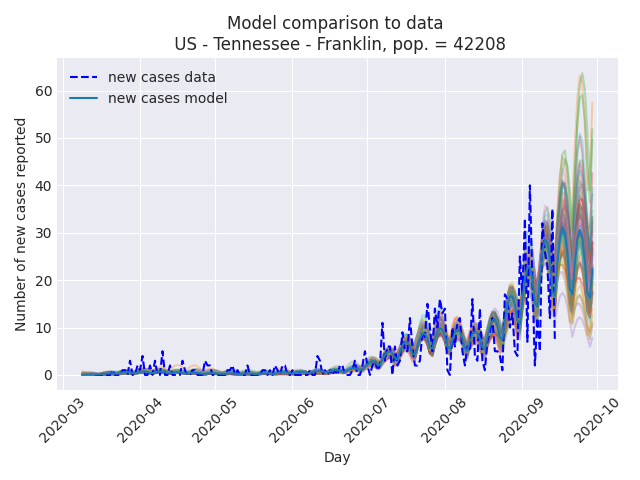 Model comparison to data
US - Tennessee - Franklin, pop. = 42208
new cases data
new cases model
Number of new cases reported
60
50
40
30
20
10
0
2020-03
2020-04
2020-05
2020-06
2020-07
2020-08
2020-09
2020-10
Day